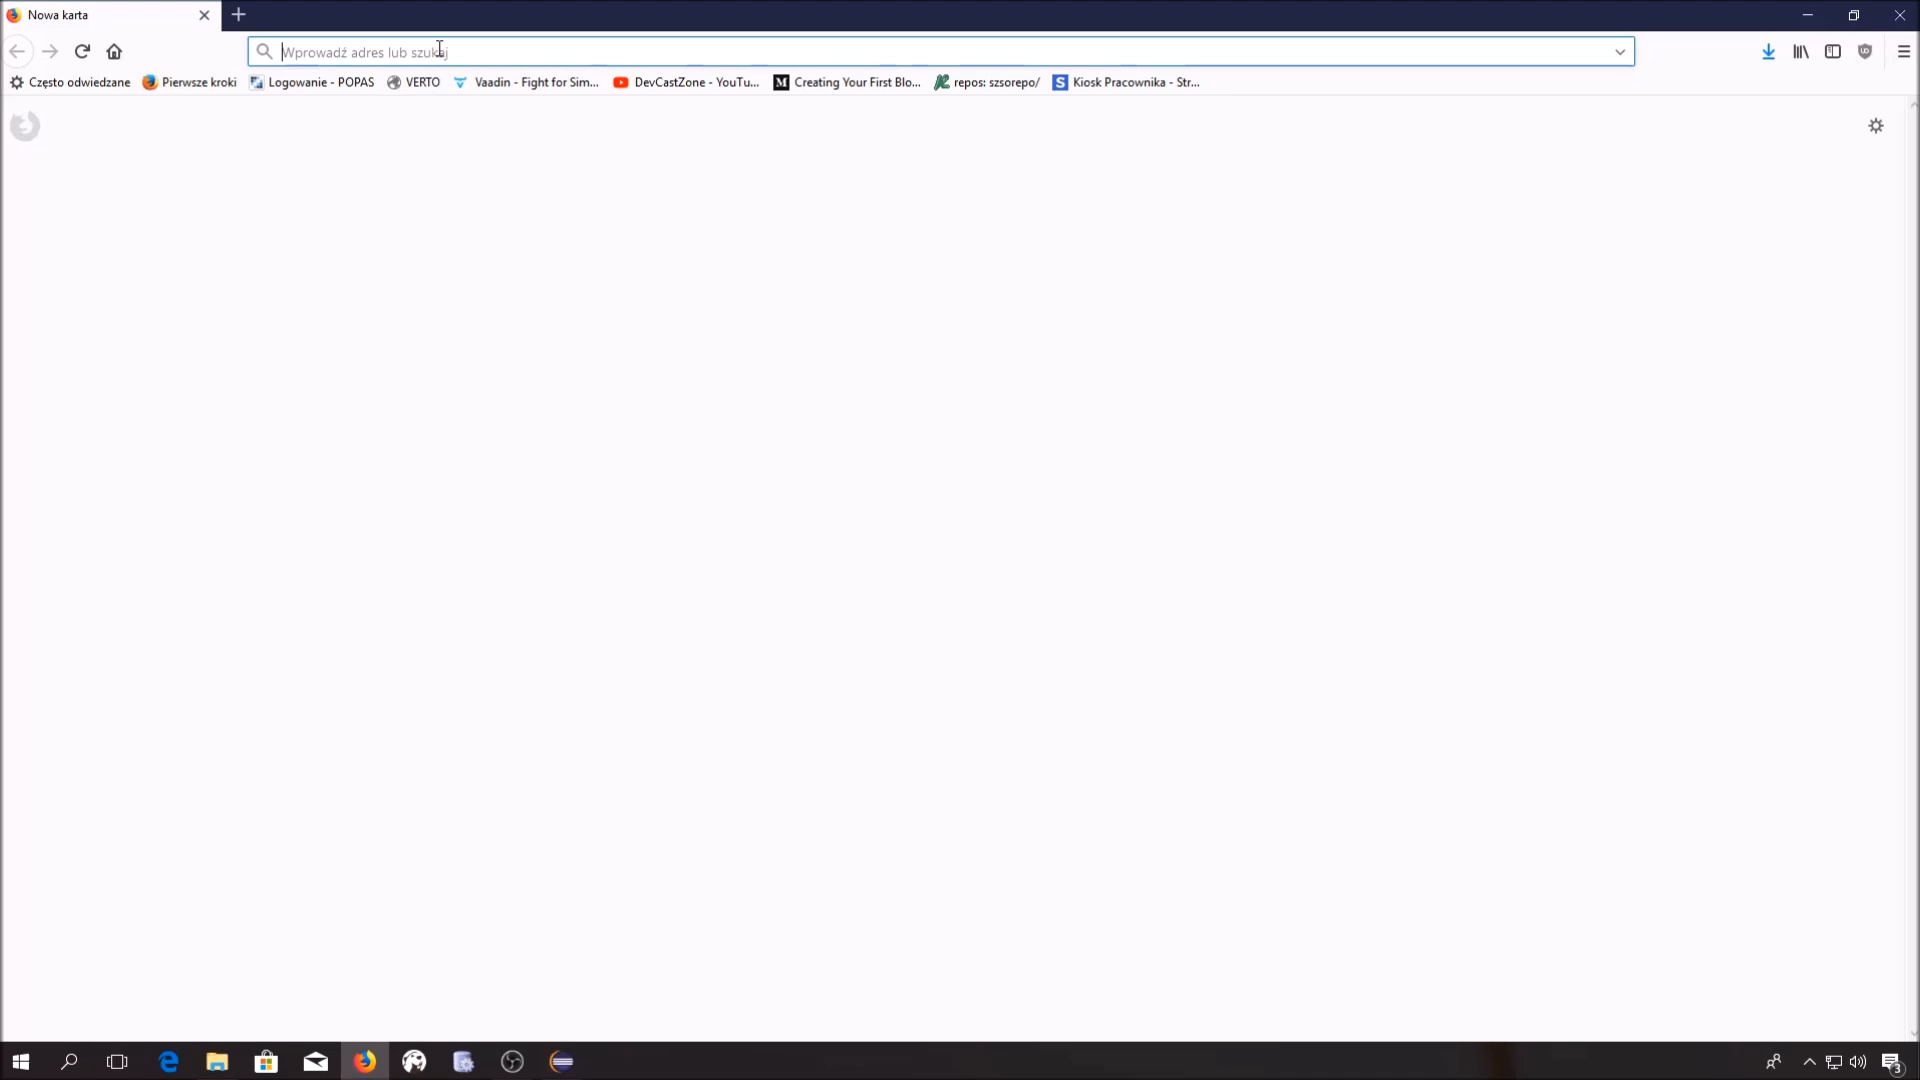 Nowa karta
Wprowadź adres lub szukaj
Często odwiedzane Pierwsze kroki Logowanie - POPAS VERTO Vaadin - Fight for Sim... DevCastZone - YouTu... M Creating Your First Blo... repos: szsorepo/ S Kiosk Pracownika - Str...
3